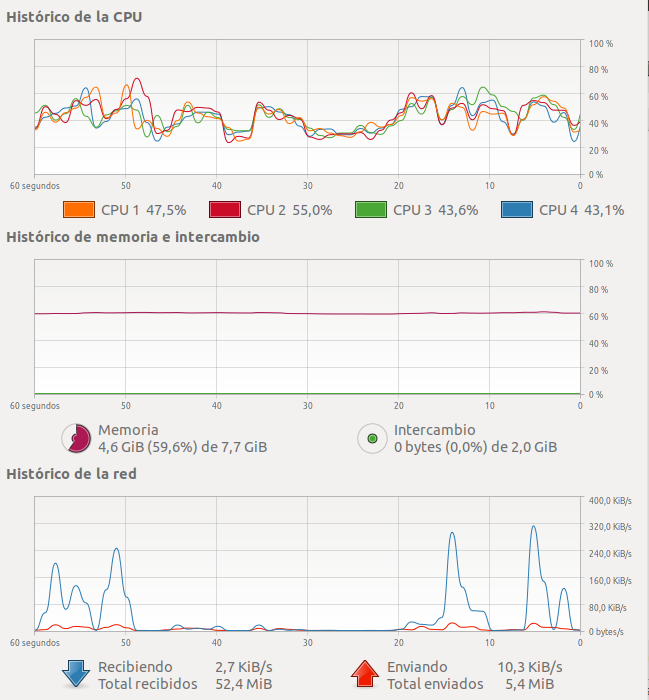 Histórico de la CPU
100 %
80 %
60 %
40 %
20 %
0 %
60 segundos 50 40 30 20 10 0
CPU 1 47,5% CPU 2 55,0% CPU 3 43,6% CPU 4 43,1%
Histórico de memoria e intercambio
100 %
80 %
60 %
40 %
20 %
0 %
60 segundos 50 40 30 20 10 0
Memoria Intercambio
4,6 GiB (59,6%) de 7,7 GiB 0 bytes (0,0%) de 2,0 GiB
Histórico de la red
400,0 KiB/s
320,0 KiB/s
240,0 KiB/s
160,0 KiB/s
80,0 KiB/s
0 bytes/s
60 segundos 50 40 30 20 10 0
Recibiendo 2,7 KiB/s Enviando 10,3 KiB/s
Total recibidos 52,4 MiB Total enviados 5,4 MiB